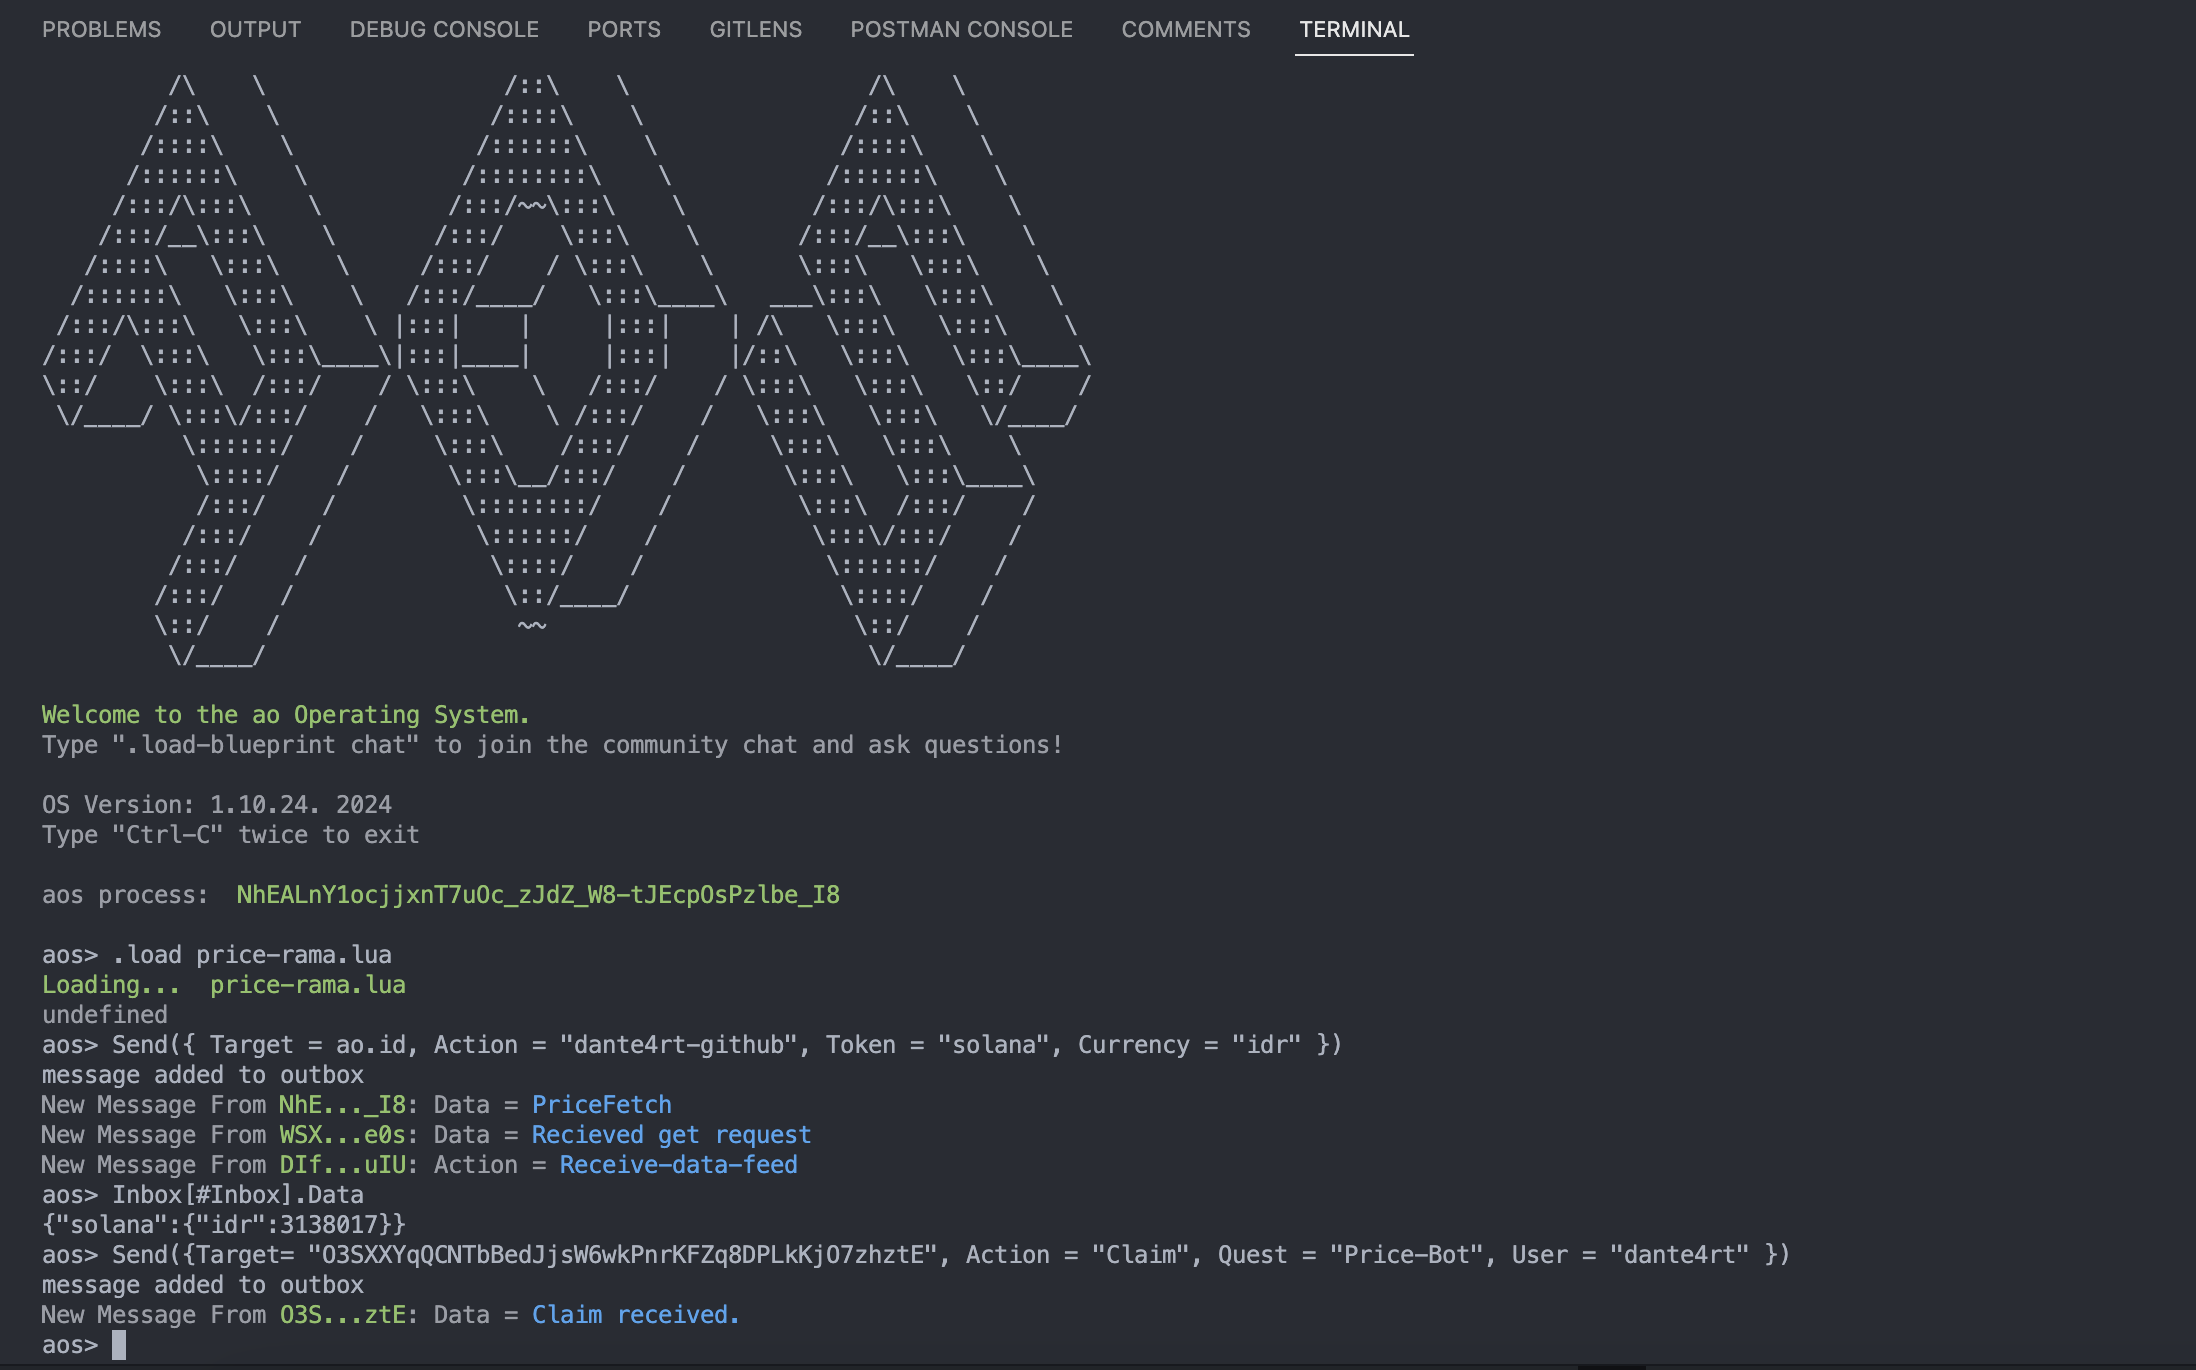 PROBLEMS OUTPUT DEBUG CONSOLE PORTS GITLENS POSTMAN CONSOLE COMMENTS TERMINAL
Welcome to the ao Operating System.
Type ".load-blueprint chat" to join the community chat and ask questions!
OS Version: 1.10.24. 2024
Type "Ctrl-C" twice to exit
aos process:  NhEALnY1ocjjxnT7uOc_zJdZ_W8-tJEcpOsPzlbe_I8
aos> .load price-rama.lua
Loading...  price-rama.lua
undefined
aos> Send({ Target = ao.id, Action = "dante4rt-github", Token = "solana", Currency = "idr" })
message added to outbox
New Message From NhE..._I8: Data = PriceFetch
New Message From WSX...e0s: Data = Recieved get request
New Message From DIf...uIU: Action = Receive-data-feed
aos> Inbox[#Inbox].Data
{"solana":{"idr":3138017}}
aos> Send({Target= "O3SXXYqQCNTbBedJjsW6wkPnrKFZq8DPLkKjO7zhztE", Action = "Claim", Quest = "Price-Bot", User = "dante4rt" })
message added to outbox
New Message From O3S...ztE: Data = Claim received.
aos>